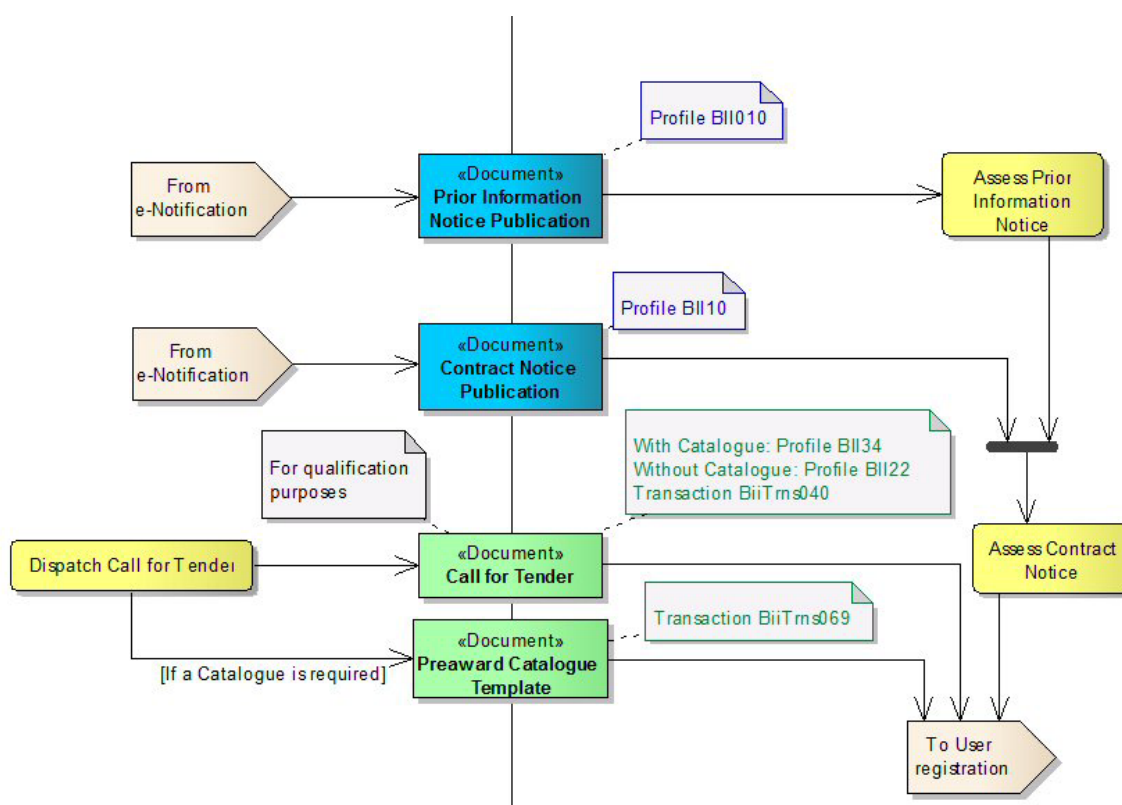 Profile BII010
From
e-Notification
«Document»
Prior Information
Notice Publication
Assess Prior
Information
Notice
Profile BII10
From
e-Notification
«Document»
Contract Notice
Publication
For qualification
purposes
With Catalogue: Profile BII34
Without Catalogue: Profile BII22
Transaction BiiTrns040
Dispatch Call for Tender
«Document»
Call for Tender
Assess Contract
Notice
Transaction BiiTrns069
«Document»
Preaward Catalogue
Template
[If a Catalogue is required]
To User
registration